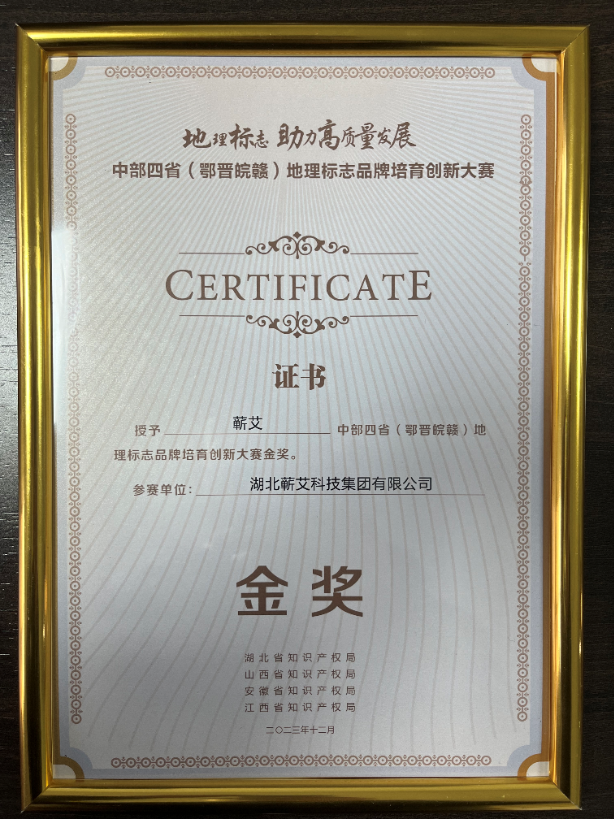 地理标志 助力高质量发展
中部四省（鄂晋皖赣）地理标志品牌培育创新大赛
CERTIFICATE
证书
授予 蕲艾 中部四省（鄂晋皖赣）地
理标志品牌培育创新大赛金奖。
参赛单位：湖北蕲艾科技集团有限公司
金奖
湖北省知识产权局
山西省知识产权局
安徽省知识产权局
江西省知识产权局
二〇二三年十二月